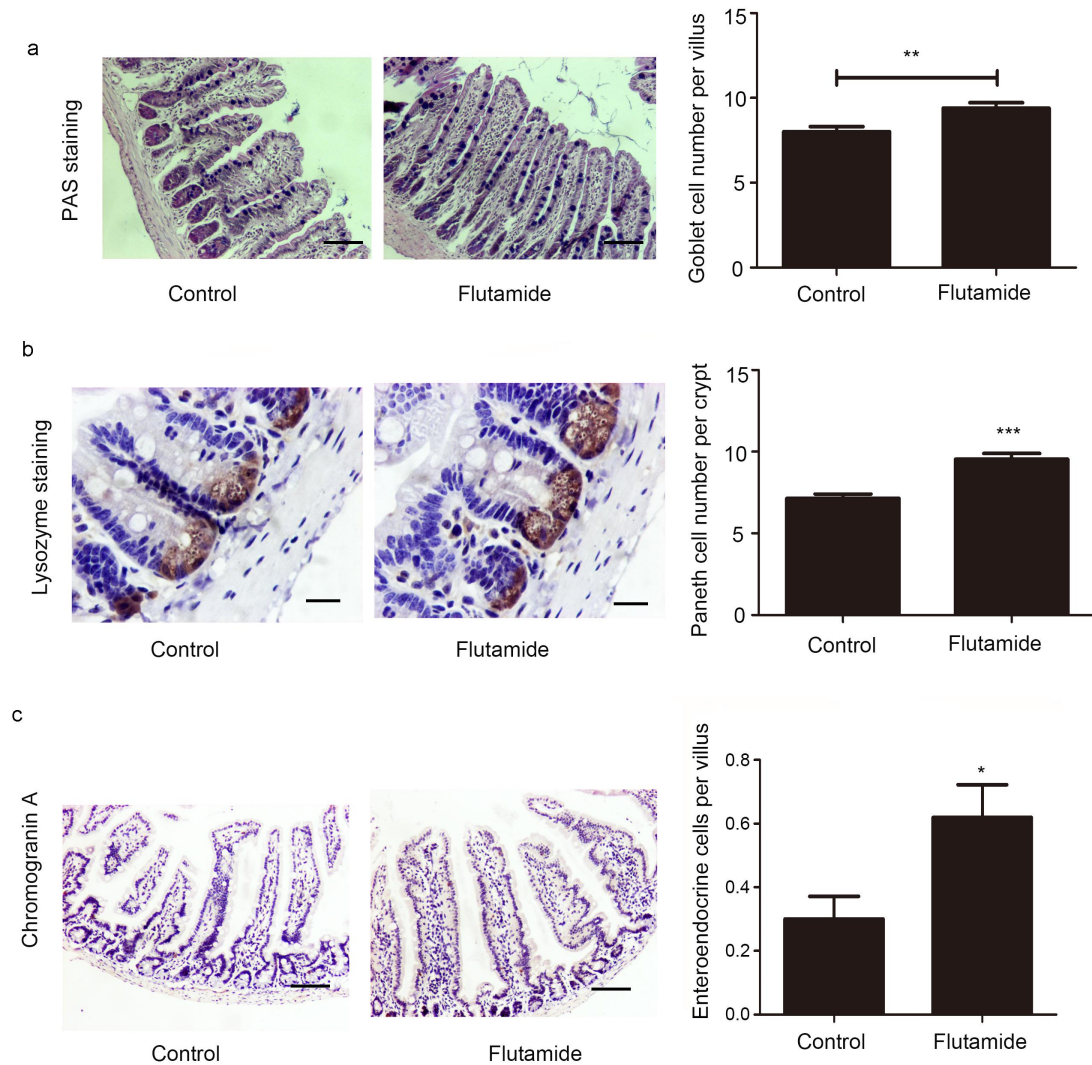 a
PAS staining
Control
Flutamide
Goblet cell number per villus
15
10
5
0
**
Control
Flutamide
b
Lysozyme staining
Control
Flutamide
Paneth cell number per crypt
15
10
5
0
***
Control
Flutamide
c
Chromogranin A
Control
Flutamide
Enteroendocrine cells per villus
0.8
0.6
0.4
0.2
0.0
*
Control
Flutamide